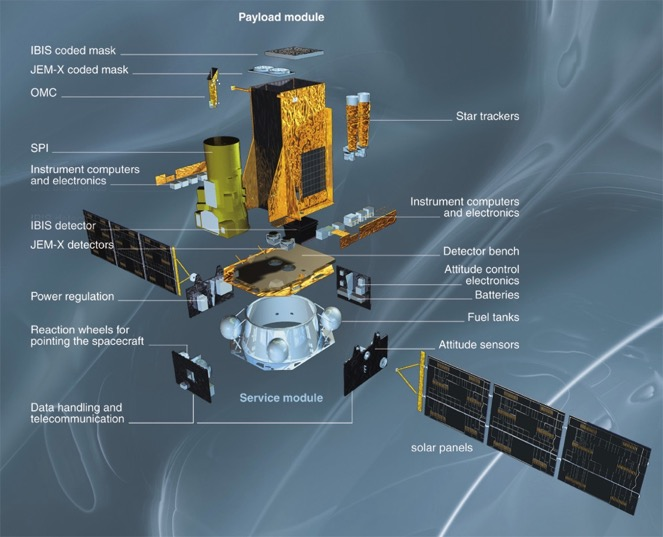 Payload module
IBIS coded mask
JEM-X coded mask
OMC
Star trackers
SPI
Instrument computers
and electronics
Instrument computers
and electronics
IBIS detector
JEM-X detectors
Detector bench
Attitude control
electronics
Power regulation
Batteries
Fuel tanks
Reaction wheels for
pointing the spacecraft
Attitude sensors
Service module
Data handling and
telecommunication
solar panels